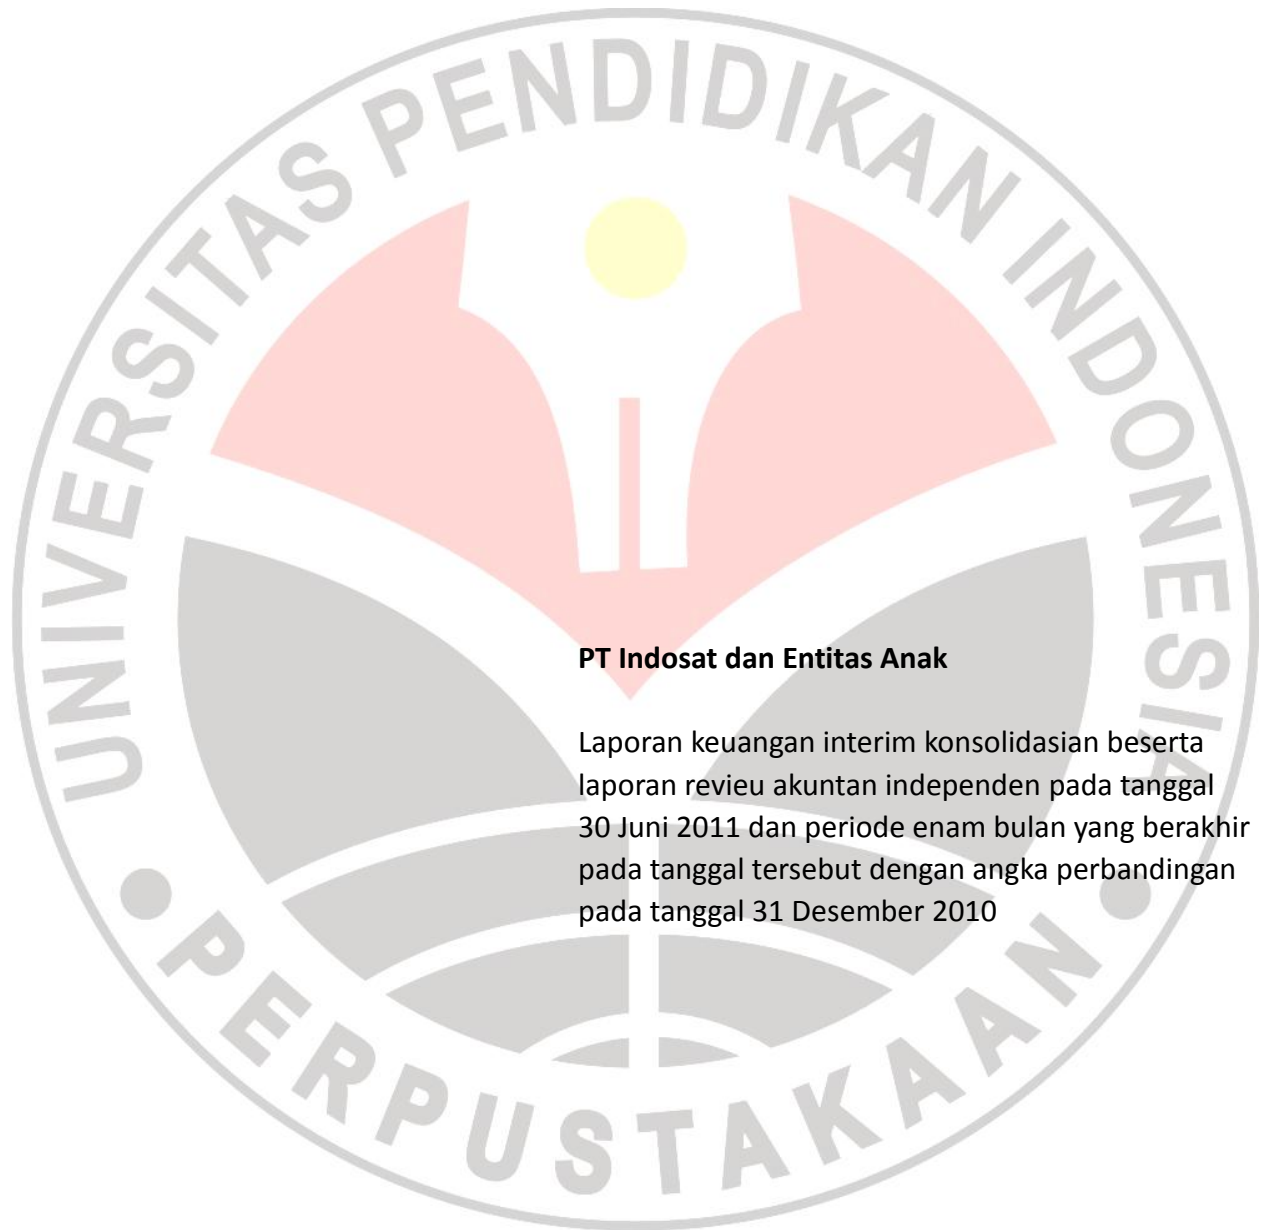 UNIVERSITAS PENDIDIKAN INDONESIA
PT Indosat dan Entitas Anak
Laporan keuangan interim konsolidasian beserta
laporan revieu akuntan independen pada tanggal
30 Juni 2011 dan periode enam bulan yang berakhir
pada tanggal tersebut dengan angka perbandingan
pada tanggal 31 Desember 2010
PERPUSTAKAAN